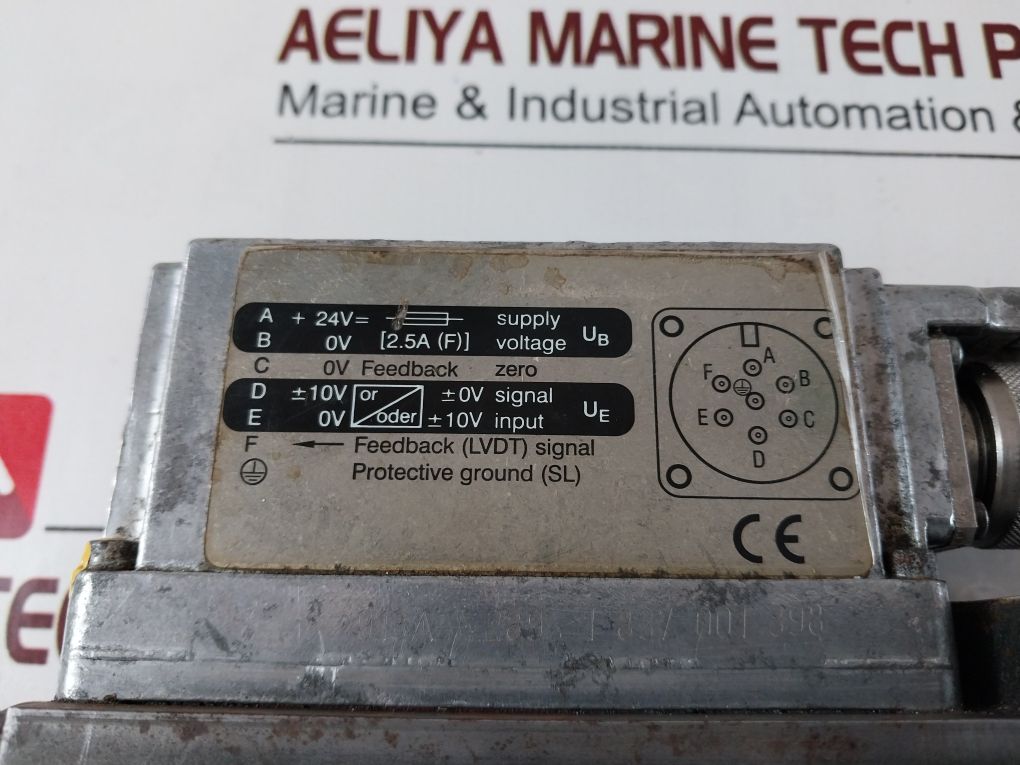 AELIYA MARINE TECH P
Marine & Industrial Automation &
A + 24V= supply
B 0V [2.5A (F)] voltage UB
C 0V Feedback zero
D ±10V or ±0V signal
E 0V oder ±10V input UE
F Feedback (LVDT) signal
Protective ground (SL)
A
F B
E C
D
CE
TEC